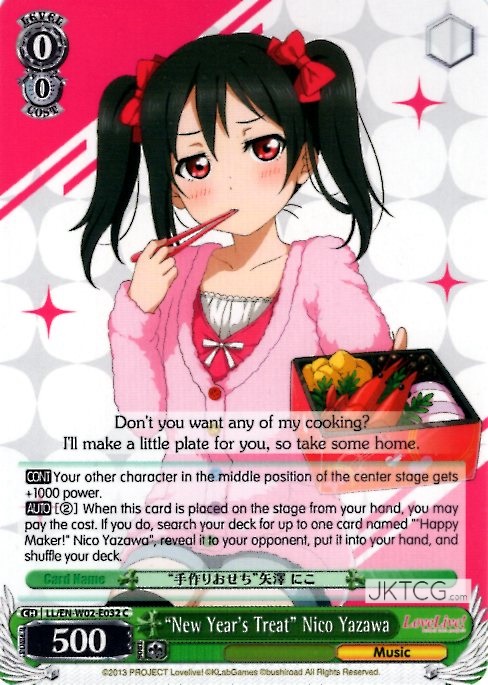 LEVEL
0
0
COST
Don't you want any of my cooking?
I'll make a little plate for you, so take some home.
CONT Your other character in the middle position of the center stage gets
+1000 power.
AUTO [②] When this card is placed on the stage from your hand, you may
pay the cost. If you do, search your deck for up to one card named ""Happy
Maker!" Nico Yazawa", reveal it to your opponent, put it into your hand, and
shuffle your deck.
Card Name
"手作りおせち"矢澤 にこ
JKTCG.com
CH LL/EN-W02-E032 C
"New Year's Treat" Nico Yazawa
LoveLive!
POWER
500
SOUL
Music
©2013 PROJECT Lovelive! ©KLabGames ©bushiroad All Rights Reserved.